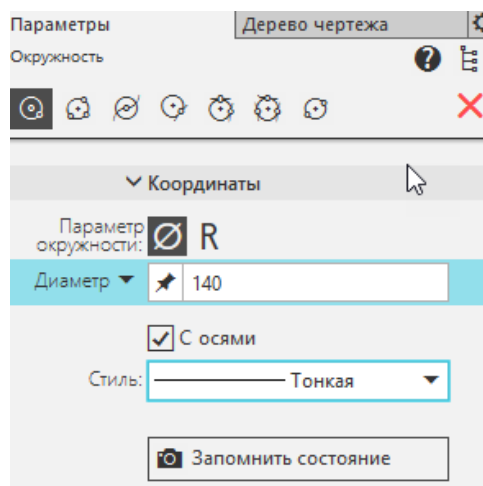 Параметры
Дерево чертежа
Окружность
Координаты
Параметр
окружности:
Ø R
Диаметр
140
С осями
Стиль:
Тонкая
Запомнить состояние